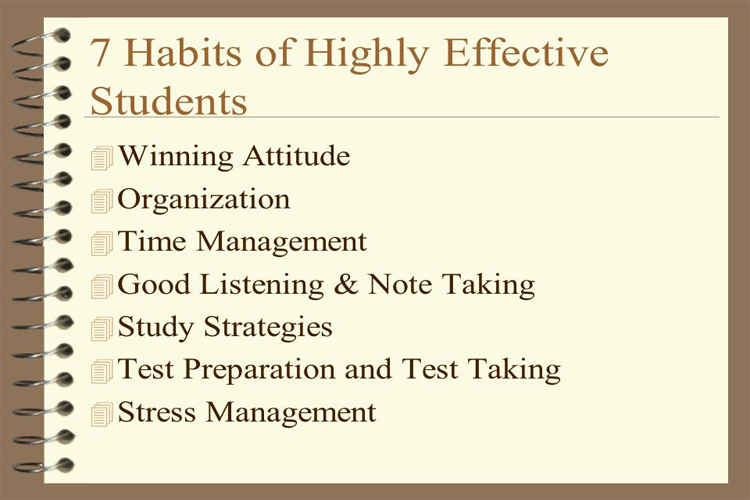 7 Habits of Highly Effective
Students
Winning Attitude
Organization
Time Management
Good Listening & Note Taking
Study Strategies
Test Preparation and Test Taking
Stress Management